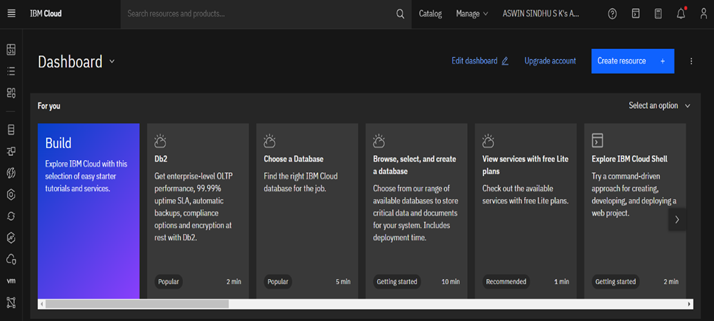 IBM Cloud
Search resources and products...
Catalog
Manage
ASWIN SINDHU S K's A...
Dashboard
Edit dashboard
Upgrade account
Create resource +
For you
Select an option
Build
Explore IBM Cloud with this
selection of easy starter
tutorials and services.
Db2
Get enterprise-level OLTP
performance, 99.99%
uptime SLA, automatic
backups, compliance
options and encryption at
rest with Db2.
Popular
2 min
Choose a Database
Find the right IBM Cloud
database for the job.
Popular
5 min
Browse, select, and create
a database
Choose from our range of
available databases to store
critical data and documents
for your system. Includes
deployment time.
Getting started
10 min
View services with free Lite
plans
Check out the available
services with free Lite plans.
Recommended
1 min
Explore IBM Cloud Shell
Try a command-driven
approach for creating,
developing, and deploying a
web project.
Getting started
2 min
vm